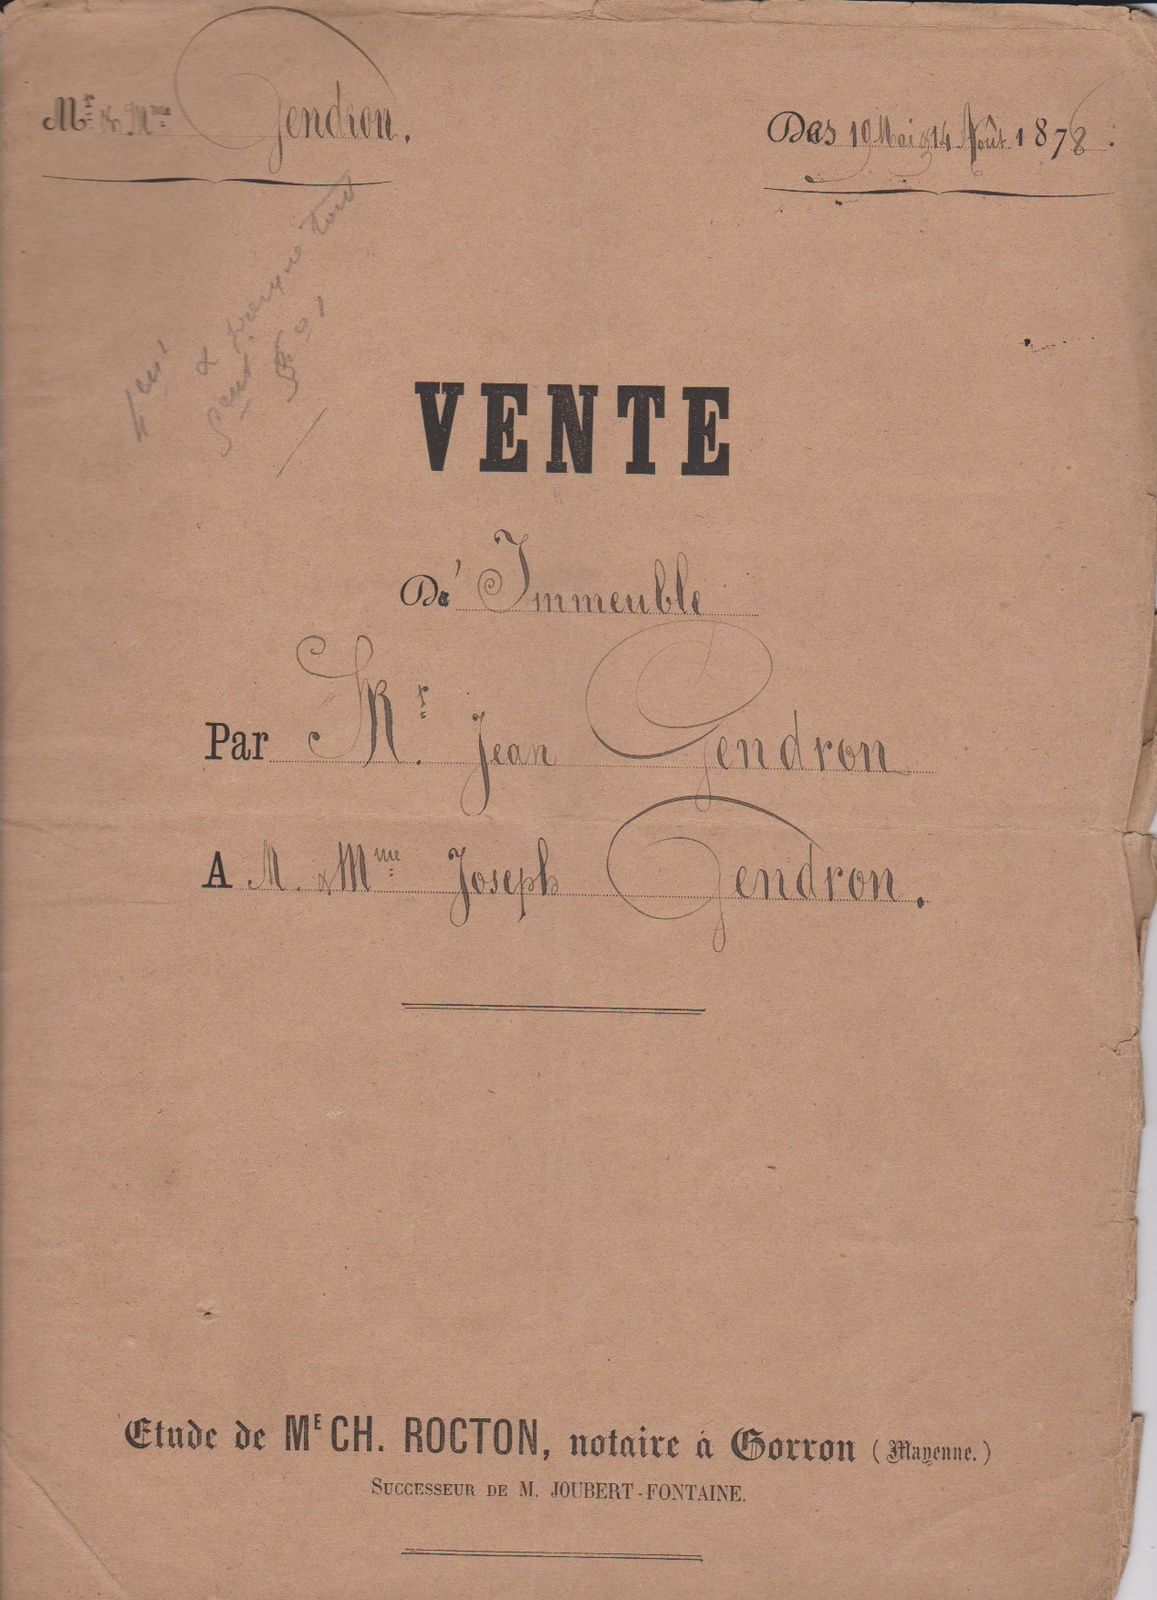 Mr & Mme Gendron.
Des 19 Mai & 14 Août 1878
VENTE
D' Immeuble
Par Mr. Jean Gendron
A M. & Mme Joseph Gendron.
Etude de ME CH. ROCTON, notaire à Gorron (Mayenne.)
SUCCESSEUR DE M. JOUBERT-FONTAINE.